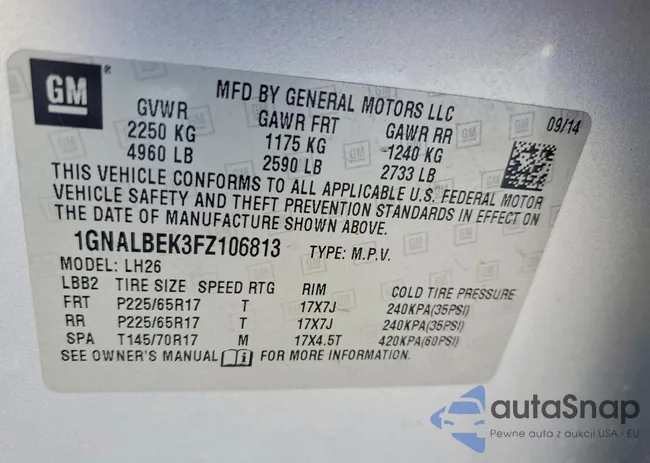 GM ®
MFD BY GENERAL MOTORS LLC
09/14
GVWR GAWR FRT GAWR RR
2250 KG 1175 KG 1240 KG
4960 LB 2590 LB 2733 LB
THIS VEHICLE CONFORMS TO ALL APPLICABLE U.S. FEDERAL MOTOR
VEHICLE SAFETY AND THEFT PREVENTION STANDARDS IN EFFECT ON
THE DATE OF MANUFACTURE SHOWN ABOVE.
1GNALBEK3FZ106813 TYPE: M.P.V.
MODEL: LH26
LBB2 TIRE SIZE SPEED RTG RIM COLD TIRE PRESSURE
FRT P225/65R17 T 17X7J 240KPA(35PSI)
RR P225/65R17 T 17X7J 240KPA(35PSI)
SPA T145/70R17 M 17X4.5T 420KPA(60PSI)
SEE OWNER'S MANUAL i FOR MORE INFORMATION.
autaSnap
Pewne auta z aukcji USA i EU